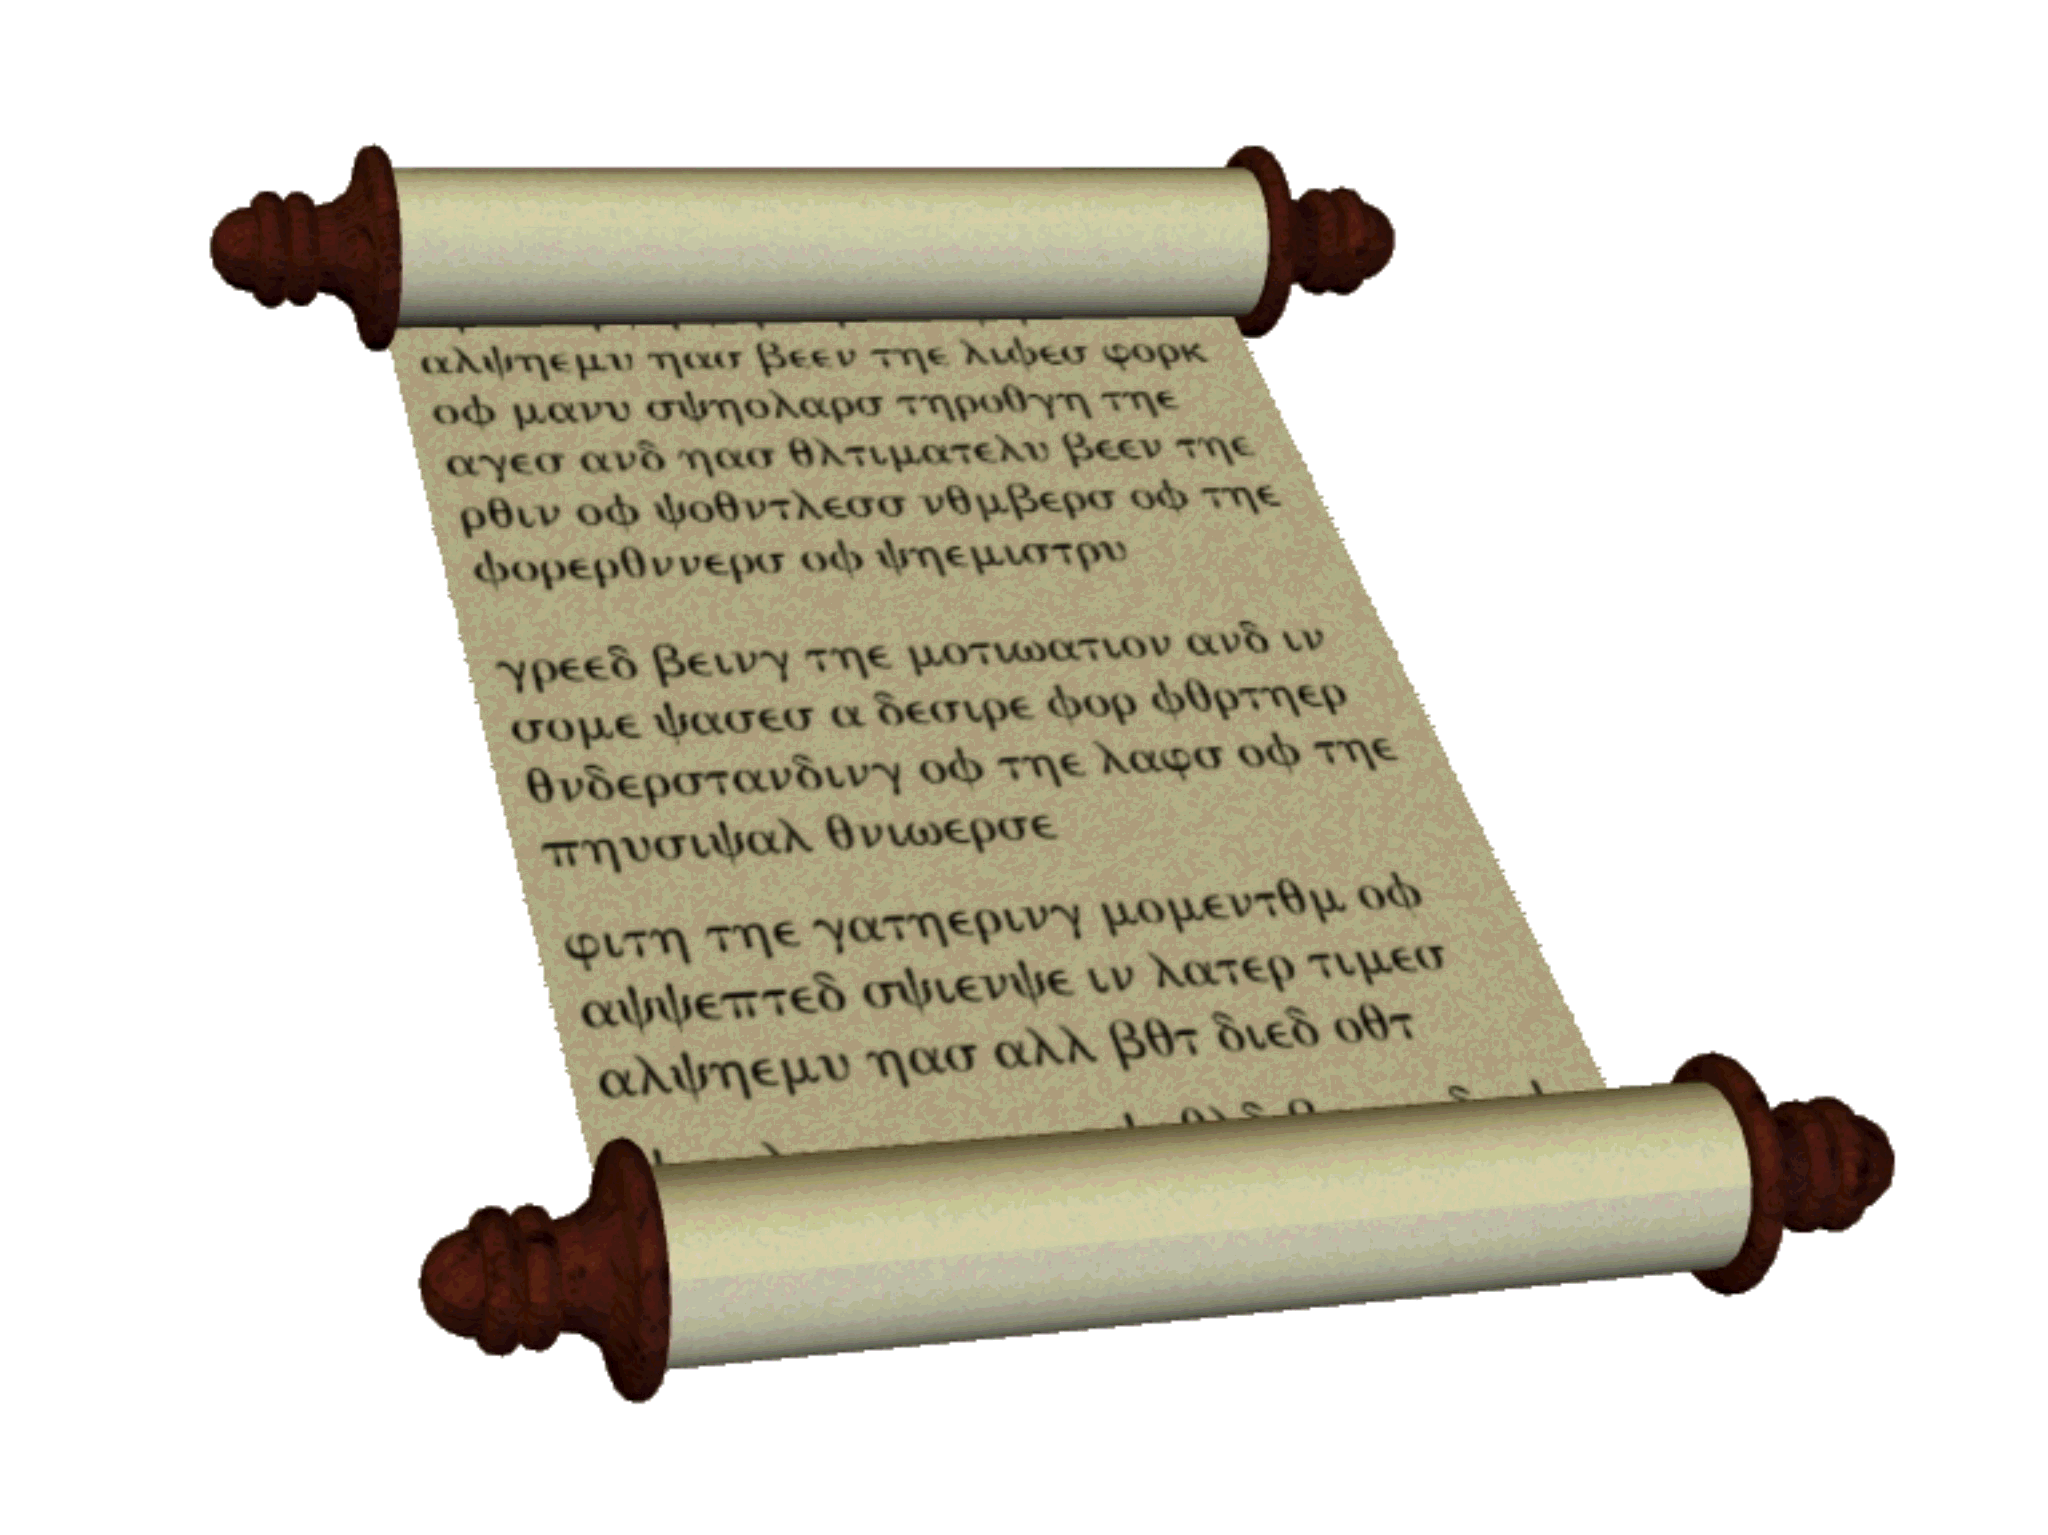 αλψηεμυ ηασ βεεν τηε λιφεσ φορκ
οφ μανυ σψηολαρσ τηροθγη τηε
αγεσ ανδ ηασ θλτιματελυ βεεν τηε
ρθιν οφ ψοθντλεσσ νθμβερσ οφ τηε
φορερθννερσ οφ ψηεμιστρυ
γρεεδ βεινγ τηε μοτιωατιον ανδ ιν
σομε ψασεσ α δεσιρε φορ φθρτηερ
θνδερστανδινγ οφ τηε λαφσ οφ τηε
πηυσιψαλ θνιωερσε
φιτη τηε γατηερινγ μομεντθμ οφ
αψψεπτεδ σψιενψε ιν λατερ τιμεσ
αλψηεμυ ηασ αλλ βθτ διεδ οθτ